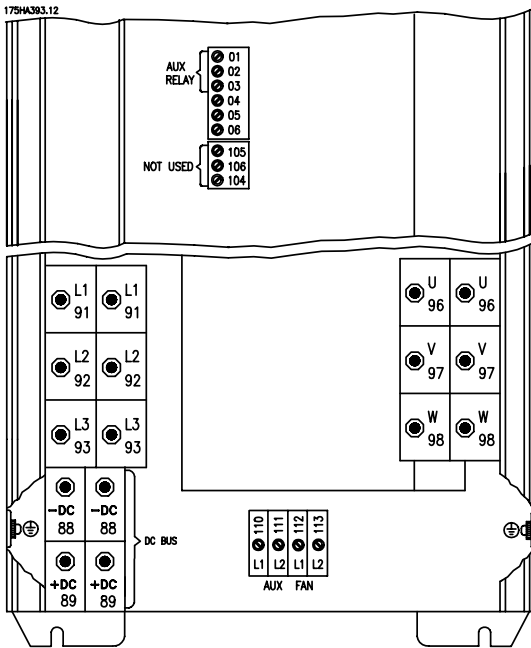 175HA393.12
AUX
RELAY
01
02
03
04
05
06
NOT USED
105
106
104
L1 L1
91 91
L2 L2
92 92
L3 L3
93 93
-DC -DC
88 88
+DC +DC
89 89
DC BUS
U U
96 96
V V
97 97
W W
98 98
110 111 112 113
L1 L2 L1 L2
AUX FAN